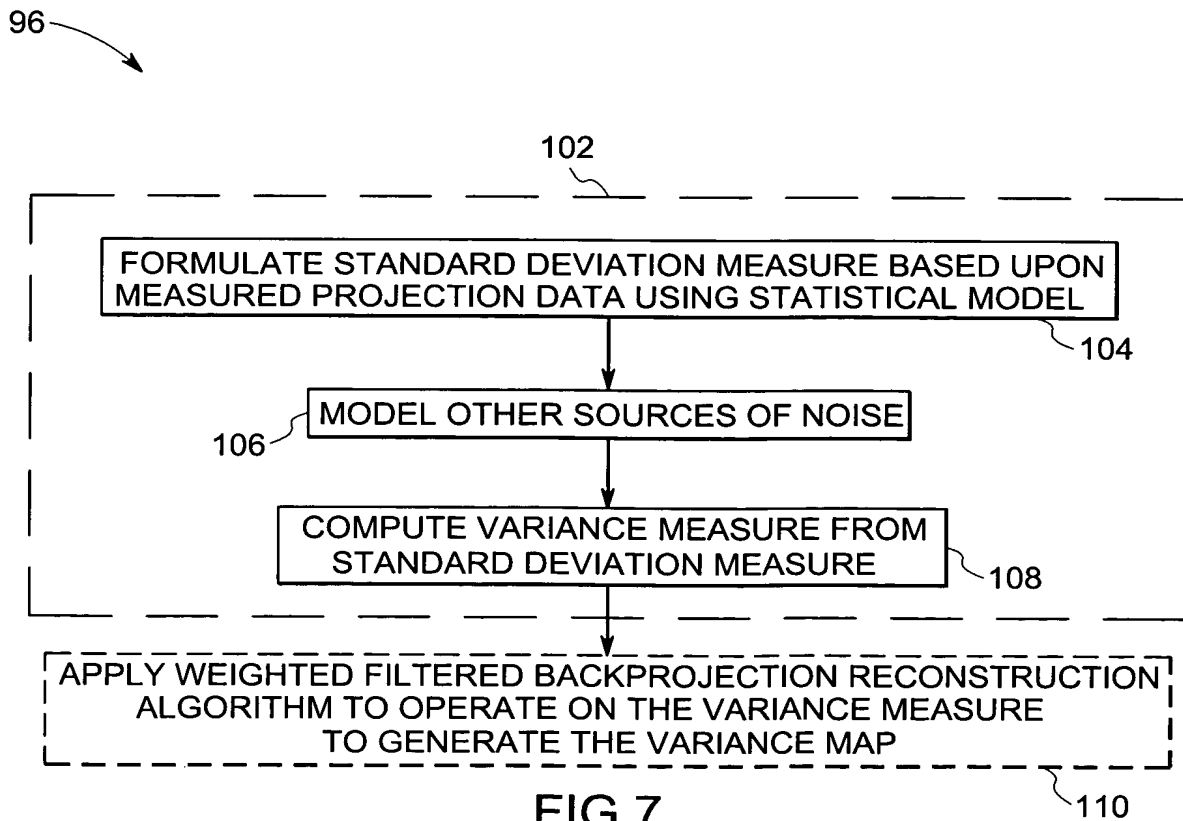 96
102
FORMULATE STANDARD DEVIATION MEASURE BASED UPON
MEASURED PROJECTION DATA USING STATISTICAL MODEL
104
MODEL OTHER SOURCES OF NOISE
106
COMPUTE VARIANCE MEASURE FROM
STANDARD DEVIATION MEASURE
108
APPLY WEIGHTED FILTERED BACKPROJECTION RECONSTRUCTION
ALGORITHM TO OPERATE ON THE VARIANCE MEASURE
TO GENERATE THE VARIANCE MAP
110
FIG.7